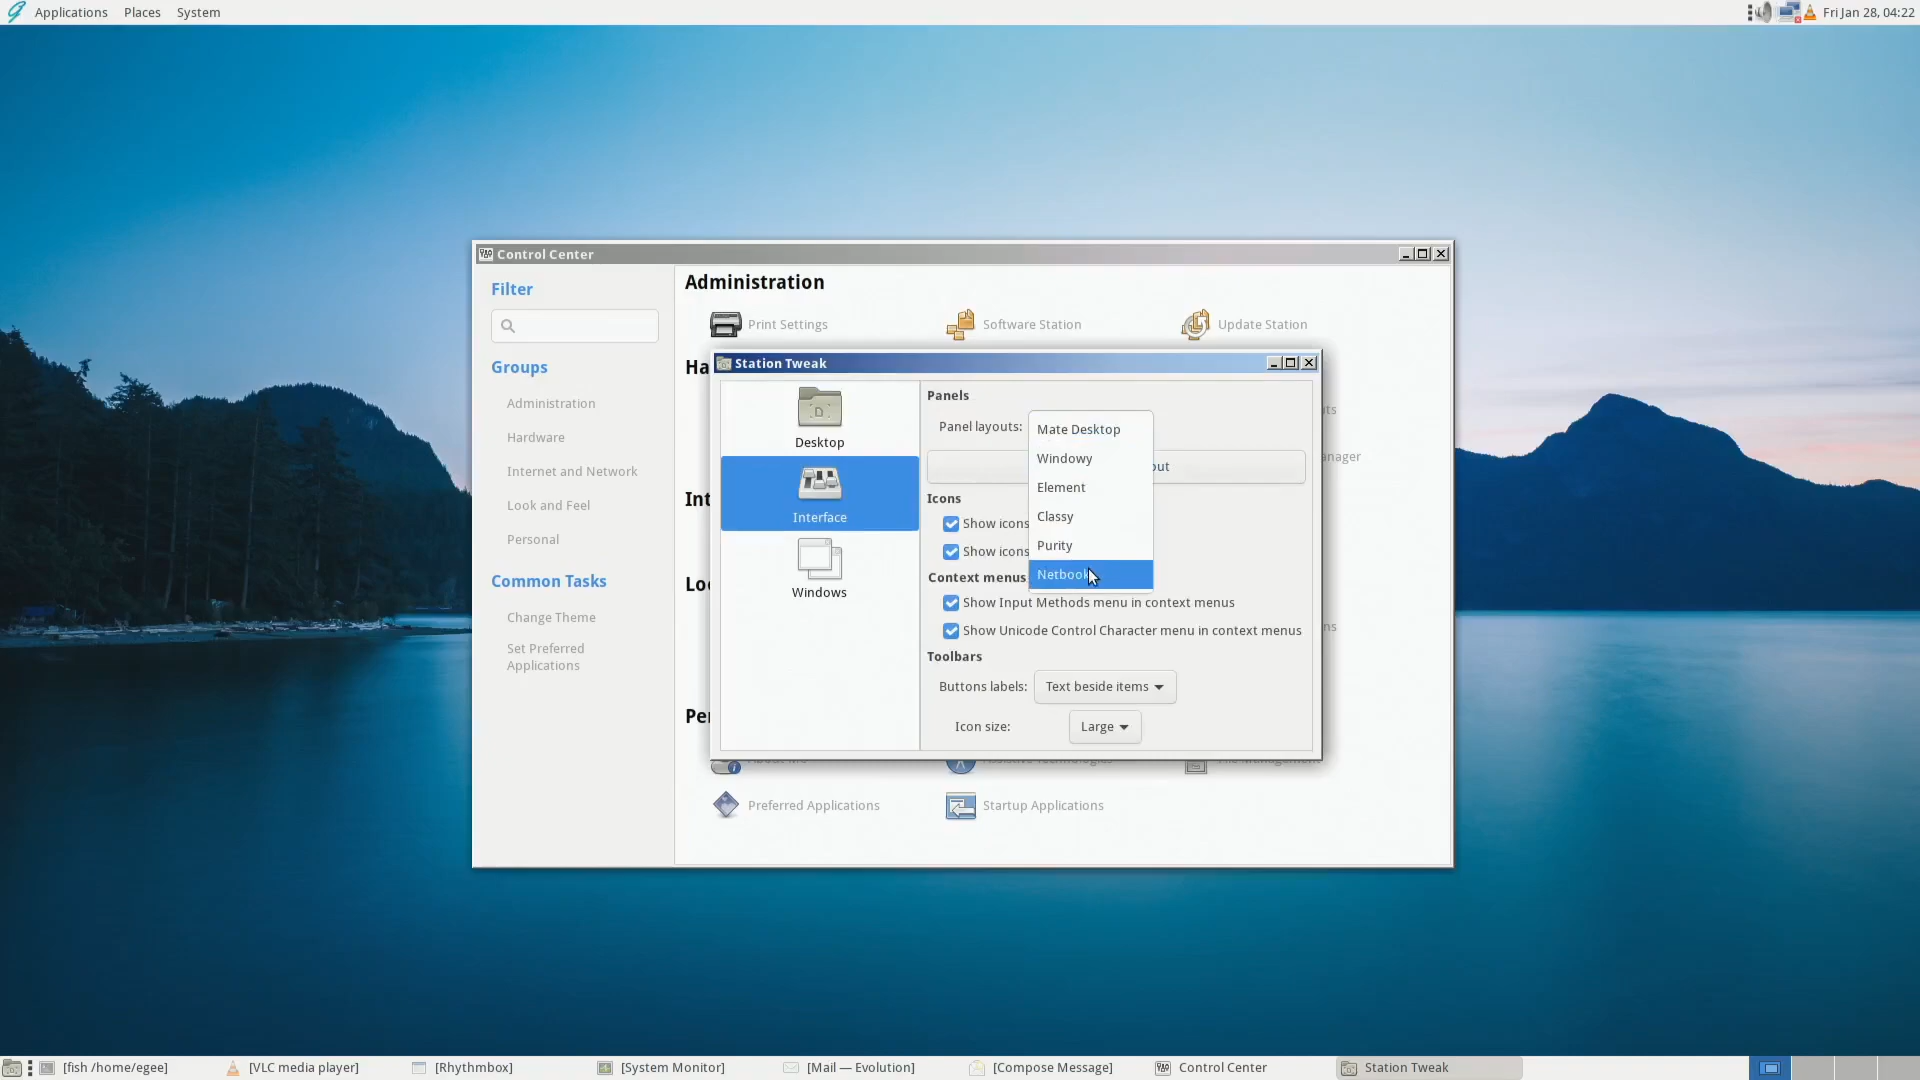 Applications Places System
Fri Jan 28, 04:22
Control Center
Filter
Groups
Administration
Hardware
Internet and Network
Look and Feel
Personal
Common Tasks
Change Theme
Set Preferred
Applications
Administration
Print Settings
Software Station
Update Station
Station Tweak
Desktop
Interface
Windows
Panels
Panel layouts:
Mate Desktop
Windowy
Element
Classy
Purity
Netbook
Icons
Show icons
Show icons
Context menus
Show Input Methods menu in context menus
Show Unicode Control Character menu in context menus
Toolbars
Buttons labels: Text beside items
Icon size: Large
Preferred Applications
Startup Applications
[fish /home/egee]
[VLC media player]
[Rhythmbox]
[System Monitor]
[Mail — Evolution]
[Compose Message]
Control Center
Station Tweak